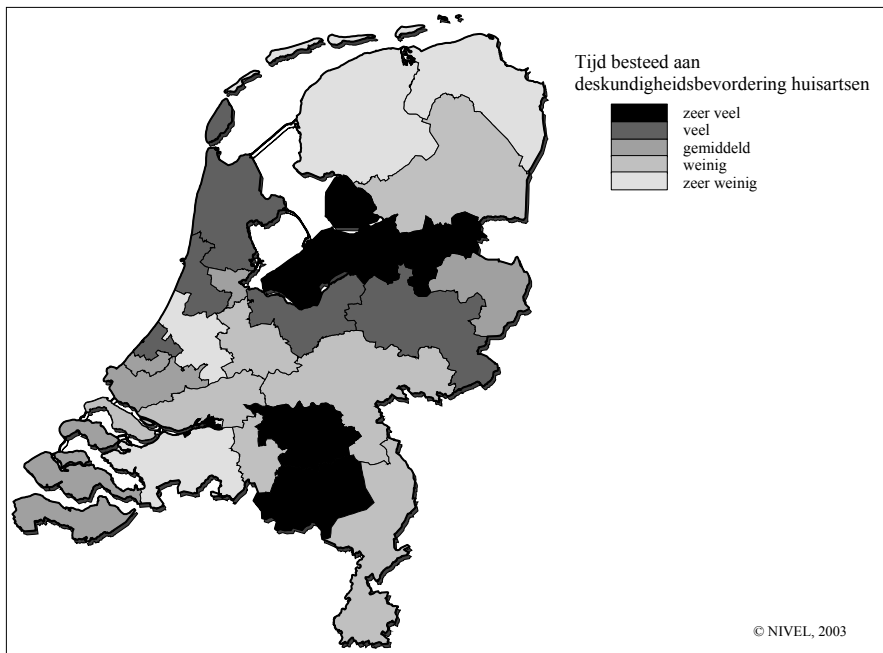 Tijd besteed aan
deskundigheidsbevordering huisartsen
zeer veel
veel
gemiddeld
weinig
zeer weinig
© NIVEL, 2003